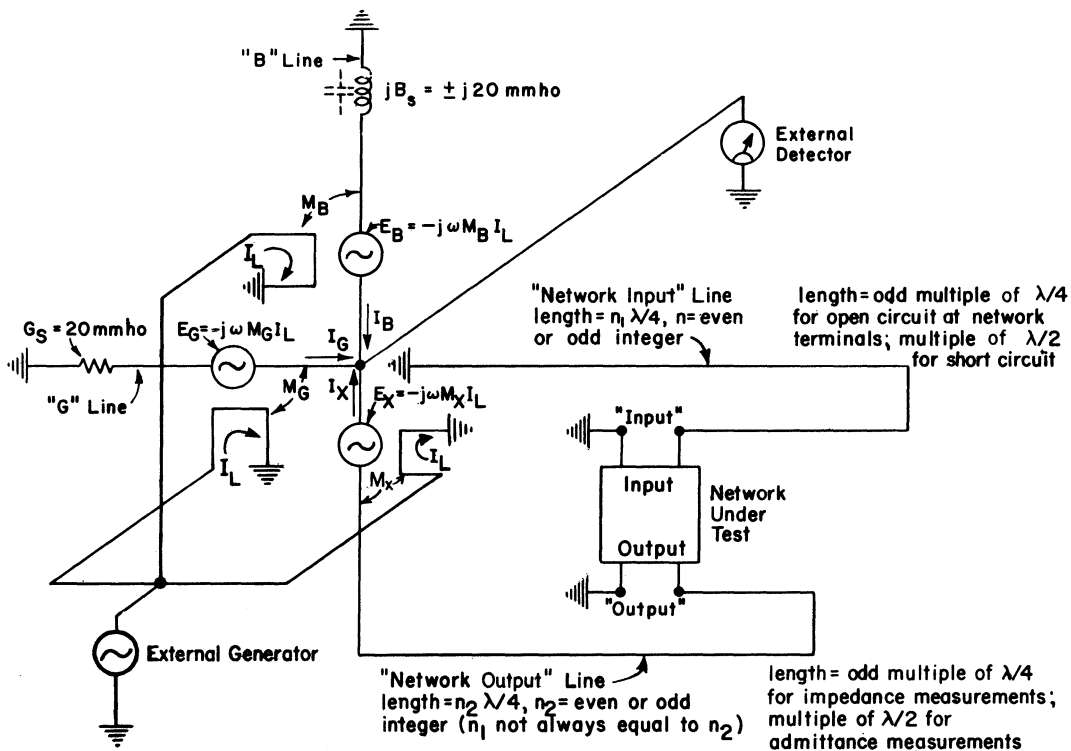 "B" Line
jB_s = ± j20 mmho
External
Detector
M_B
E_B = -jωM_B I_L
I_L
"Network Input" Line
length = n_1 λ/4, n = even
or odd integer
length = odd multiple of λ/4
for open circuit at network
terminals; multiple of λ/2
for short circuit
G_S = 20 mmho
E_G = -jωM_G I_L
I_G
I_B
"G" Line
M_G
I_X
E_X = -jωM_X I_L
I_L
I_L
M_X
"Input"
Input
Network
Under
Test
Output
"Output"
External Generator
"Network Output" Line
length = n_2 λ/4, n_2 = even or odd
integer (n_1 not always equal to n_2)
length = odd multiple of λ/4
for impedance measurements;
multiple of λ/2 for
admittance measurements